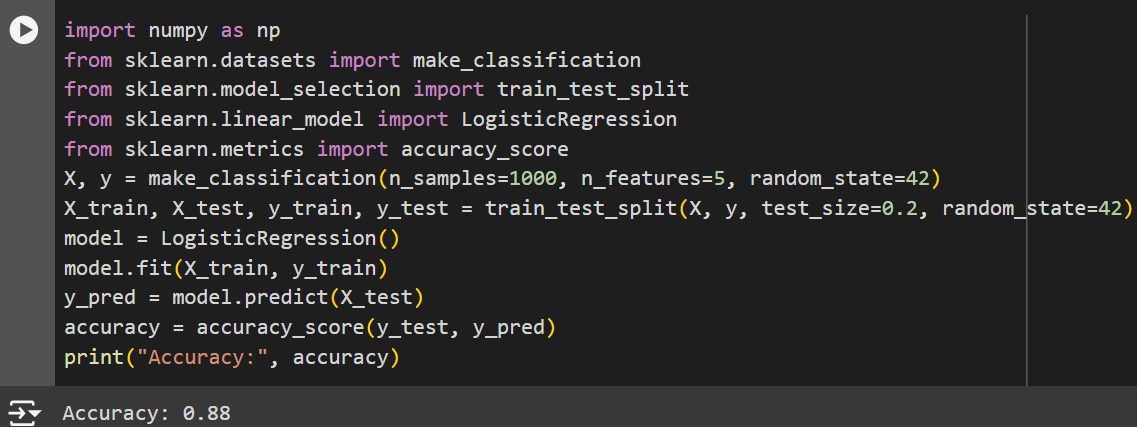 import numpy as np
from sklearn.datasets import make_classification
from sklearn.model_selection import train_test_split
from sklearn.linear_model import LogisticRegression
from sklearn.metrics import accuracy_score
X, y = make_classification(n_samples=1000, n_features=5, random_state=42)
X_train, X_test, y_train, y_test = train_test_split(X, y, test_size=0.2, random_state=42)
model = LogisticRegression()
model.fit(X_train, y_train)
y_pred = model.predict(X_test)
accuracy = accuracy_score(y_test, y_pred)
print("Accuracy:", accuracy)
Accuracy: 0.88